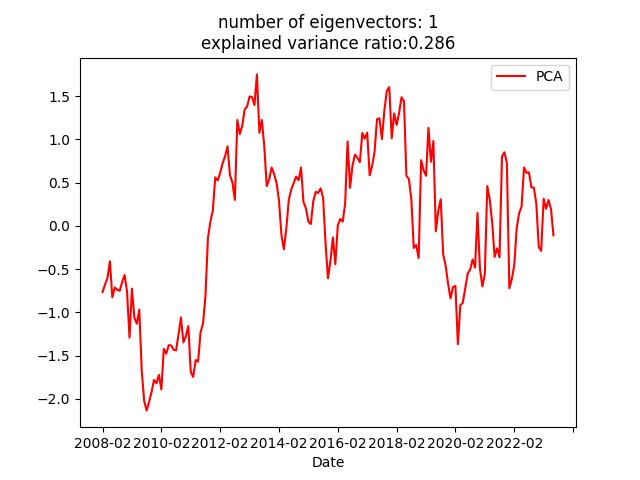 number of eigenvectors: 1
explained variance ratio:0.286
PCA
1.5
1.0
0.5
0.0
−0.5
−1.0
−1.5
−2.0
2008-02 2010-02 2012-02 2014-02 2016-02 2018-02 2020-02 2022-02
Date